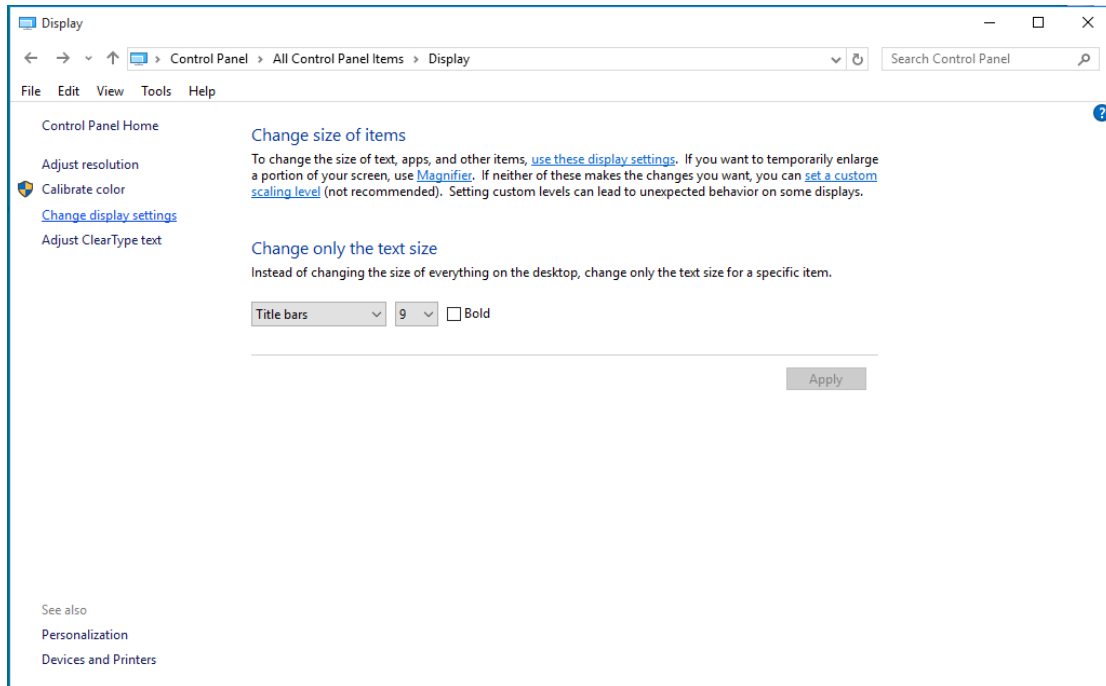 Display
Control Panel > All Control Panel Items > Display
Search Control Panel
File Edit View Tools Help
?
Control Panel Home
Adjust resolution
Calibrate color
Change display settings
Adjust ClearType text
Change size of items
To change the size of text, apps, and other items, use these display settings. If you want to temporarily enlarge
a portion of your screen, use Magnifier. If neither of these makes the changes you want, you can set a custom
scaling level (not recommended). Setting custom levels can lead to unexpected behavior on some displays.
Change only the text size
Instead of changing the size of everything on the desktop, change only the text size for a specific item.
Title bars 9 Bold
Apply
See also
Personalization
Devices and Printers